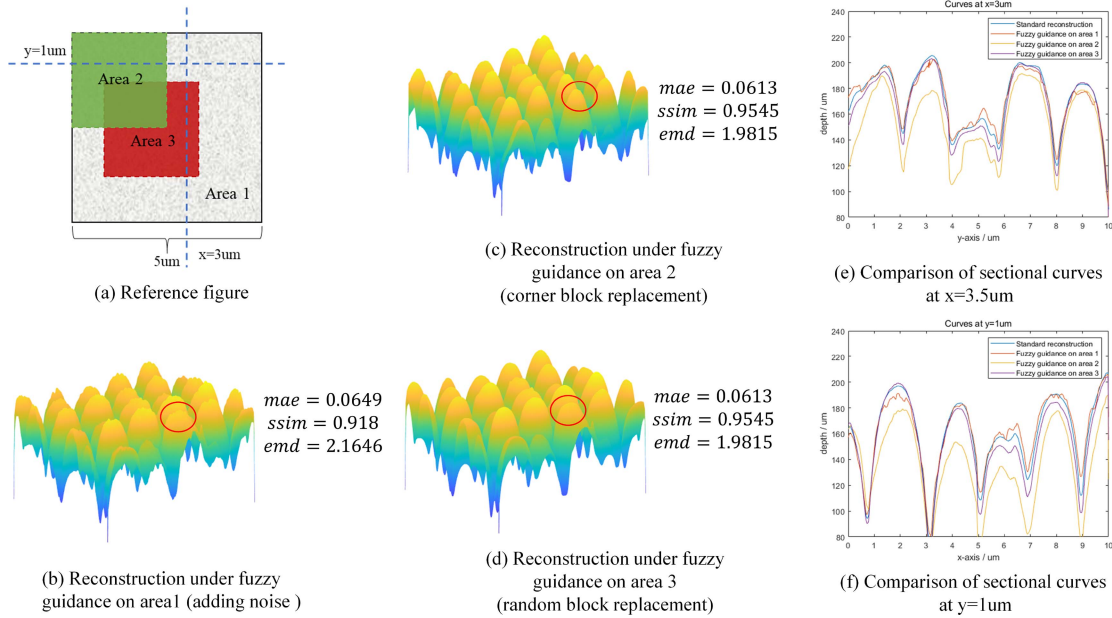 y=1um
Area 2
Area 3
Area 1
5um
x=3um
(a) Reference figure
mae = 0.0649
ssim = 0.918
emd = 2.1646
(b) Reconstruction under fuzzy
guidance on area1 (adding noise )
mae = 0.0613
ssim = 0.9545
emd = 1.9815
(c) Reconstruction under fuzzy
guidance on area 2
(corner block replacement)
mae = 0.0613
ssim = 0.9545
emd = 1.9815
(d) Reconstruction under fuzzy
guidance on area 3
(random block replacement)
Curves at x=3um
Standard reconstruction
Fuzzy guidance on area 1
Fuzzy guidance on area 2
Fuzzy guidance on area 3
240
220
200
180
160
140
120
100
80
depth / um
0 1 2 3 4 5 6 7 8 9 10
y-axis / um
(e) Comparison of sectional curves
at x=3.5um
Curves at y=1um
Standard reconstruction
Fuzzy guidance on area 1
Fuzzy guidance on area 2
Fuzzy guidance on area 3
240
220
200
180
160
140
120
100
80
depth / um
0 1 2 3 4 5 6 7 8 9 10
x-axis / um
(f) Comparison of sectional curves
at y=1um